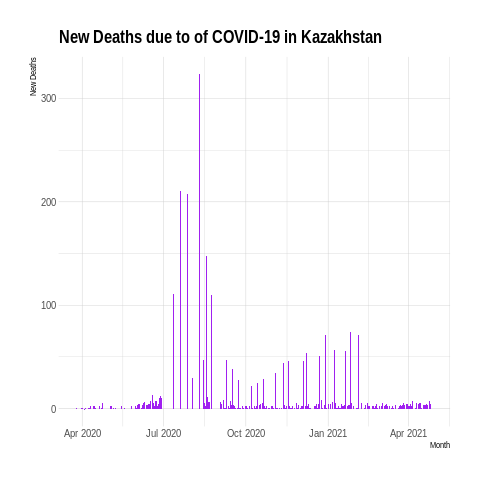 New Deaths due to of COVID-19 in Kazakhstan
New Deaths
300
200
100
0
Apr 2020 Jul 2020 Oct 2020 Jan 2021 Apr 2021
Month